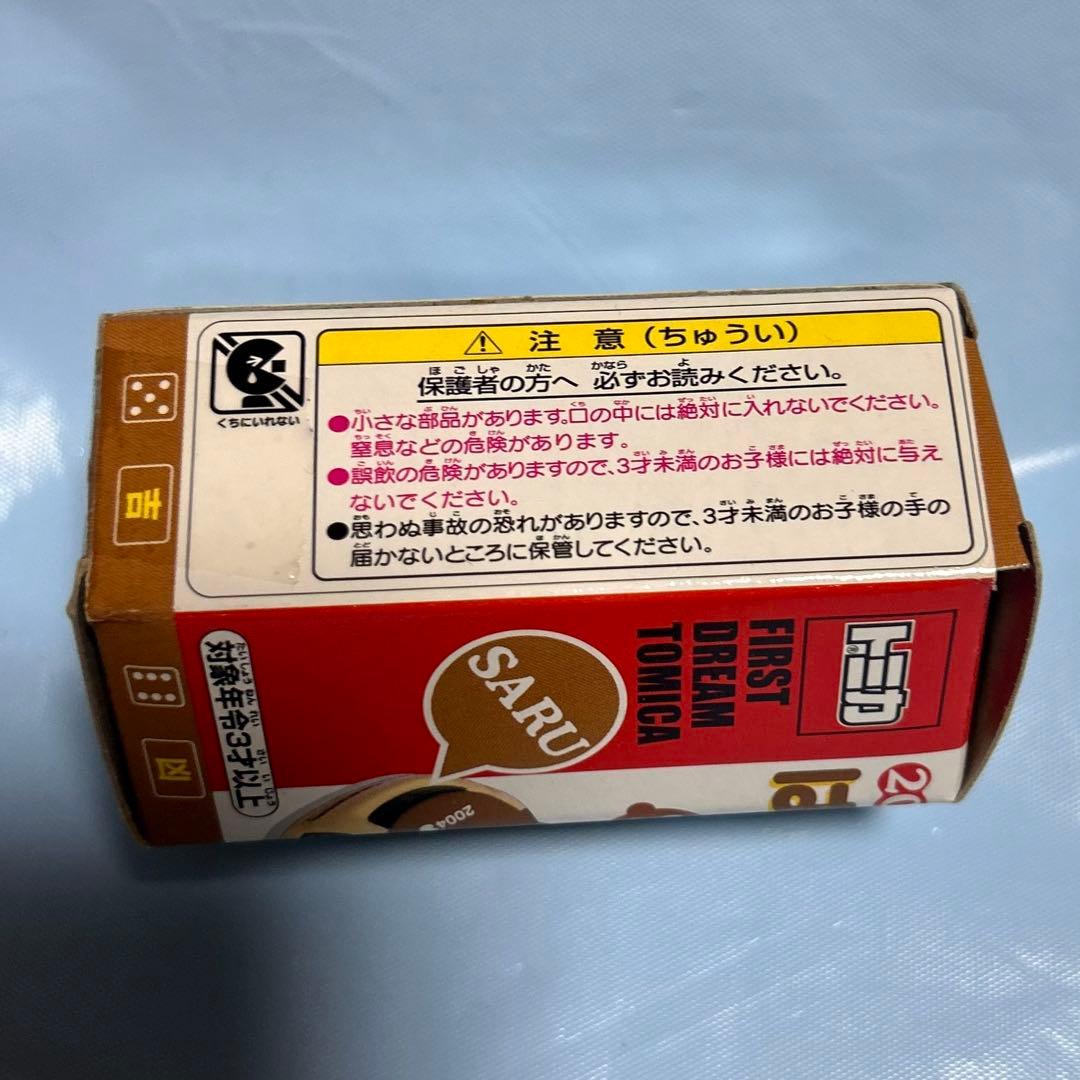 注 意（ちゅうい）
保護者の方へ 必ずお読みください。
●小さな部品があります。口の中には絶対に入れないでください。
窒息などの危険があります。
●誤飲の危険がありますので、3才未満のお子様には絶対に与え
ないでください。
●思わぬ事故の恐れがありますので、3才未満のお子様の手の
届かないところに保管してください。
くちにいれない
吉
凶
対象年令3才以上
SARU
2004
FIRST
DREAM
TOMICA
トミカ®
20